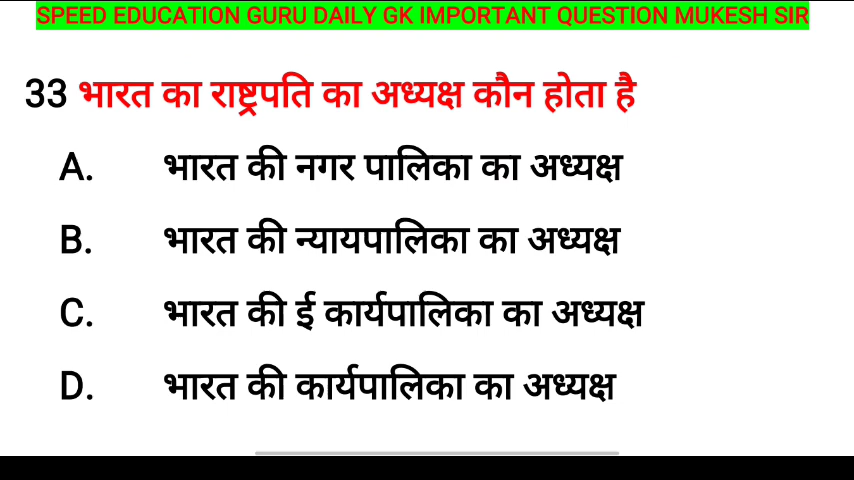 SPEED EDUCATION GURU DAILY GK IMPORTANT QUESTION MUKESH SIR
33 भारत का राष्ट्रपति का अध्यक्ष कौन होता है
A. भारत की नगर पालिका का अध्यक्ष
B. भारत की न्यायपालिका का अध्यक्ष
C. भारत की ई कार्यपालिका का अध्यक्ष
D. भारत की कार्यपालिका का अध्यक्ष